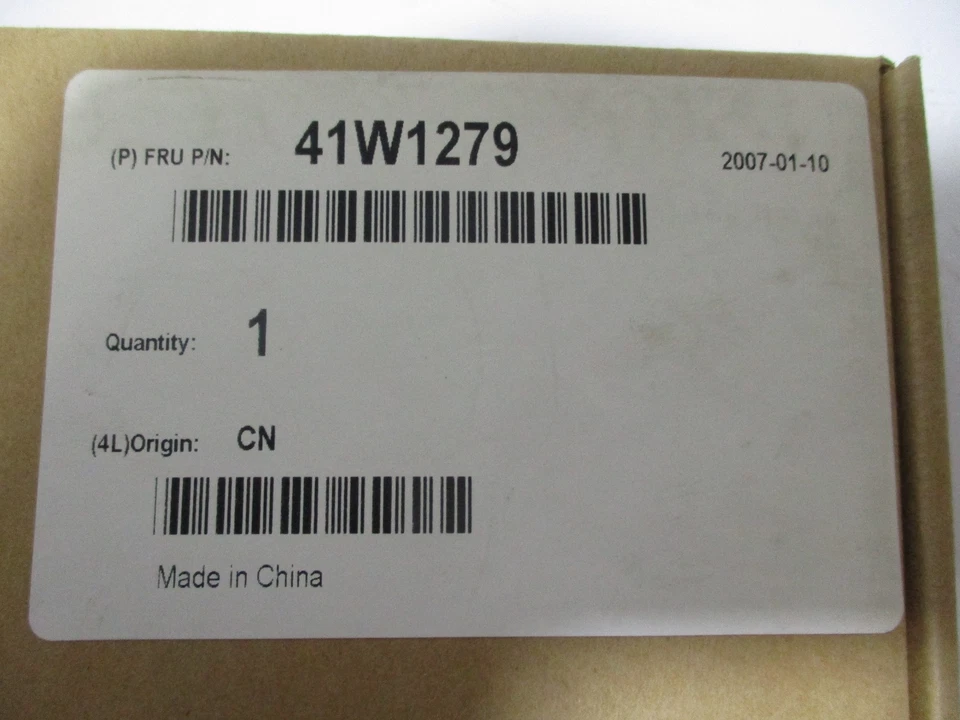 (P) FRU P/N: 41W1279 2007-01-10
Quantity: 1
(4L)Origin: CN
Made in China